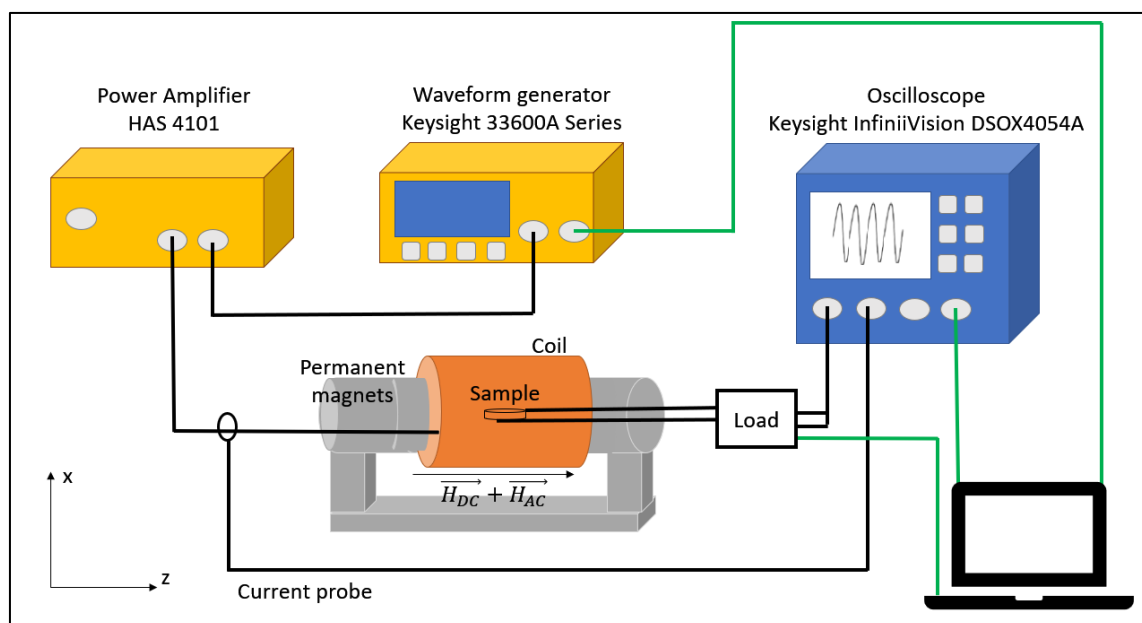 Power Amplifier
HAS 4101
Waveform generator
Keysight 33600A Series
Oscilloscope
Keysight InfiniiVision DSOX4054A
Coil
Permanent
magnets
Sample
Load
H_DC + H_AC
x
z
Current probe